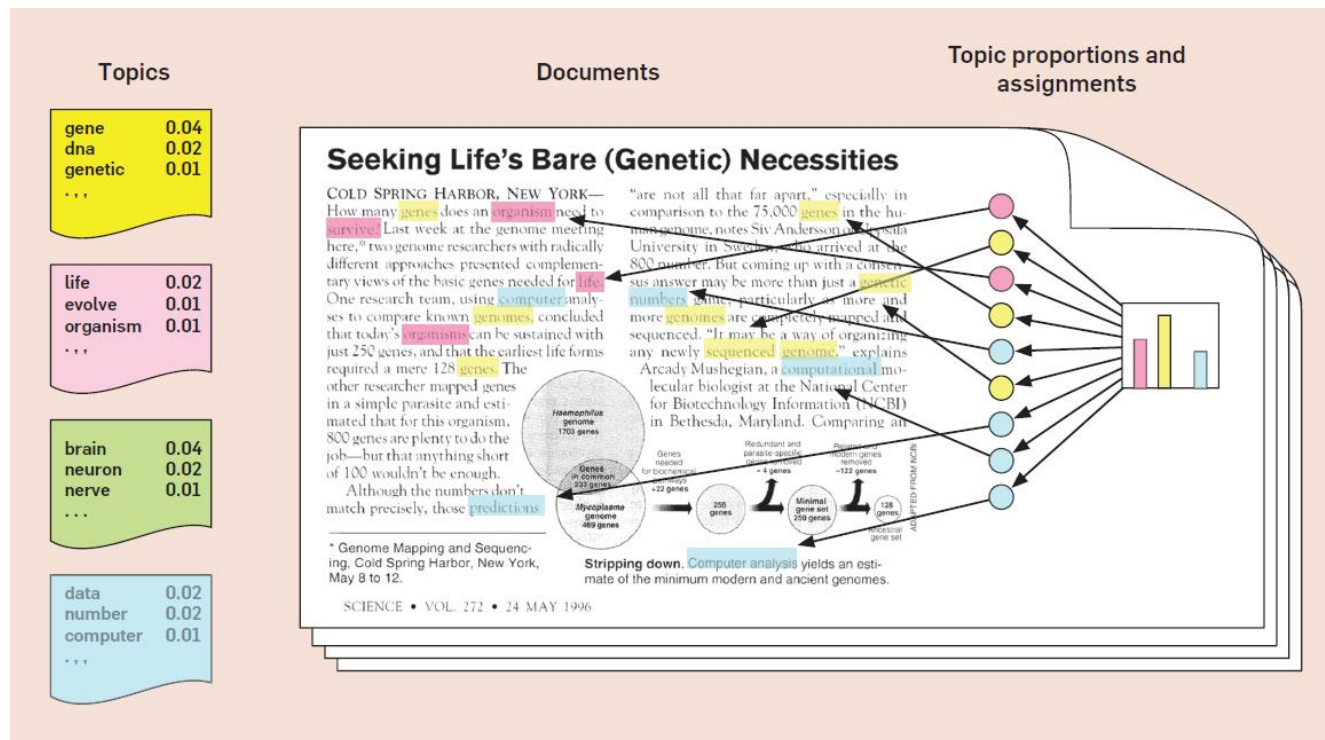 Topics
gene 0.04
dna 0.02
genetic 0.01
. , ,
life 0.02
evolve 0.01
organism 0.01
. , ,
brain 0.04
neuron 0.02
nerve 0.01
. . .
data 0.02
number 0.02
computer 0.01
. , ,
Documents
Topic proportions and
assignments
Seeking Life's Bare (Genetic) Necessities
COLD SPRING HARBOR, NEW YORK—
How many genes does an organism need to
survive? Last week at the genome meeting
here,* two genome researchers with radically
different approaches presented complemen-
tary views of the basic genes needed for life.
One research team, using computer analy-
ses to compare known genomes, concluded
that today's organisms can be sustained with
just 250 genes, and that the earliest life forms
required a mere 128 genes. The
other researcher mapped genes
in a simple parasite and esti-
mated that for this organism,
800 genes are plenty to do the
job—but that anything short
of 100 wouldn't be enough.
Although the numbers don't
match precisely, those predictions
* Genome Mapping and Sequenc-
ing, Cold Spring Harbor, New York,
May 8 to 12.
"are not all that far apart," especially in
comparison to the 75,000 genes in the hu-
man genome, notes Siv Andersson of Uppsala
University in Sweden, who arrived at the
800 number. But coming up with a consen-
sus answer may be more than just a genetic
numbers game, particularly as more and
more genomes are completely mapped and
sequenced. "It may be a way of organizing
any newly sequenced genome," explains
Arcady Mushegian, a computational mo-
lecular biologist at the National Center
for Biotechnology Information (NCBI)
in Bethesda, Maryland. Comparing an
Haemophilus
genome
1703 genes
Genes
in common
233 genes
Mycoplasma
genome
469 genes
Genes
needed
for biochemical
pathways
+22 genes
256
genes
Redundant and
parasite-specific
genes removed
– 4 genes
Minimal
gene set
250 genes
Related and
modern genes
removed
–122 genes
128
genes
Ancestral
gene set
ADAPTED FROM NCBI
Stripping down. Computer analysis yields an esti-
mate of the minimum modern and ancient genomes.
SCIENCE • VOL. 272 • 24 MAY 1996